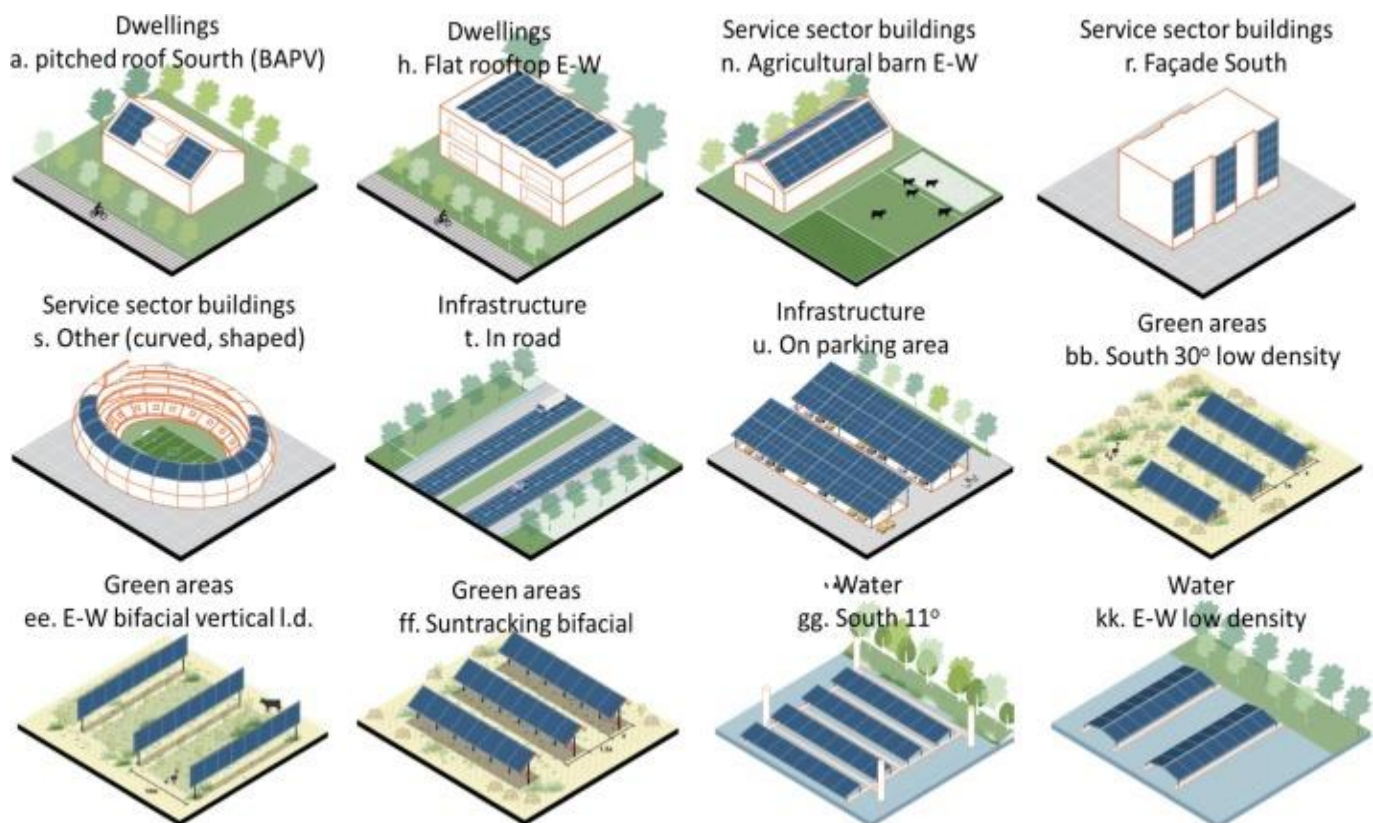 Dwellings
a. pitched roof Sourth (BAPV)
Dwellings
h. Flat rooftop E-W
Service sector buildings
n. Agricultural barn E-W
Service sector buildings
r. Façade South
Service sector buildings
s. Other (curved, shaped)
Infrastructure
t. In road
Infrastructure
u. On parking area
Green areas
bb. South 30° low density
Green areas
ee. E-W bifacial vertical l.d.
Green areas
ff. Suntracking bifacial
Water
gg. South 11°
Water
kk. E-W low density